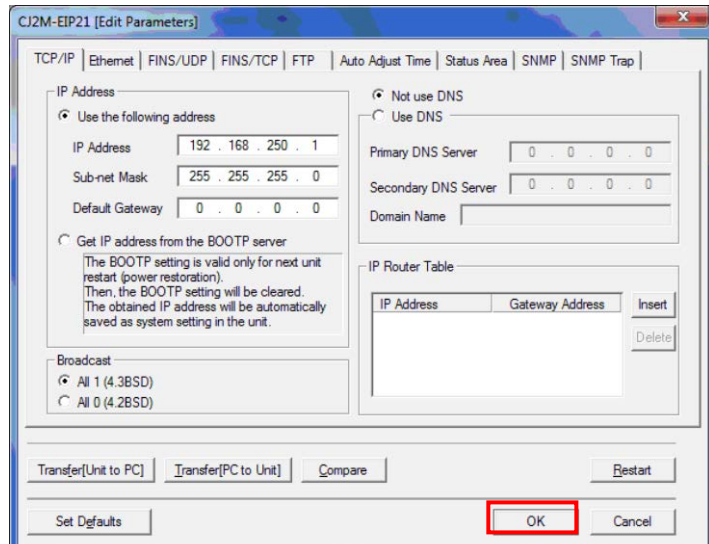 CJ2M-EIP21 [Edit Parameters]
TCP/IP Ethernet FINS/UDP FINS/TCP FTP Auto Adjust Time Status Area SNMP SNMP Trap
IP Address
Use the following address
IP Address 192 . 168 . 250 . 1
Sub-net Mask 255 . 255 . 255 . 0
Default Gateway 0 . 0 . 0 . 0
Get IP address from the BOOTP server
The BOOTP setting is valid only for next unit
restart (power restoration).
Then, the BOOTP setting will be cleared.
The obtained IP address will be automatically
saved as system setting in the unit.
Broadcast
All 1 (4.3BSD)
All 0 (4.2BSD)
Not use DNS
Use DNS
Primary DNS Server 0 . 0 . 0 . 0
Secondary DNS Server 0 . 0 . 0 . 0
Domain Name
IP Router Table
IP Address Gateway Address Insert
Delete
Transfer[Unit to PC] Transfer[PC to Unit] Compare Restart
Set Defaults OK Cancel